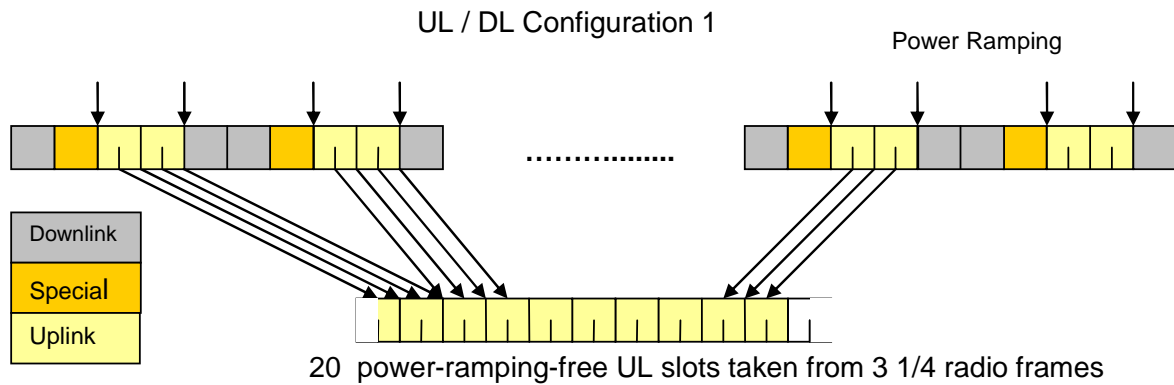 UL / DL Configuration 1
Power Ramping
………........
Downlink
Special
Uplink
20 power-ramping-free UL slots taken from 3 1/4 radio frames